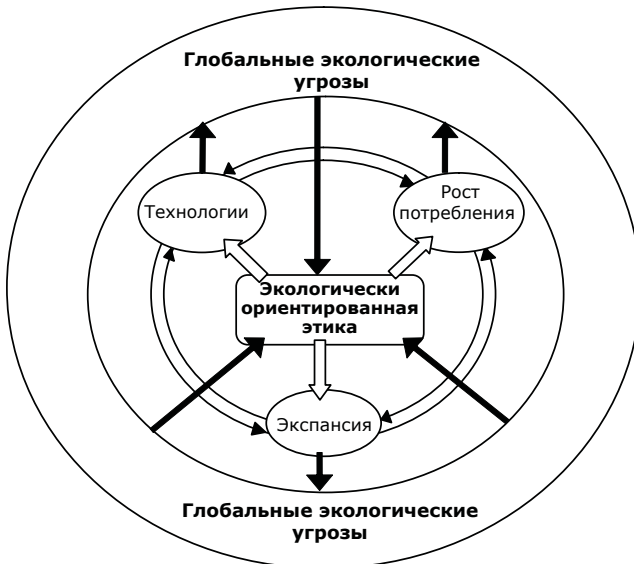 Глобальные экологические
угрозы
Технологии
Рост
потребления
Экологически
ориентированная
этика
Экспансия
Глобальные экологические
угрозы